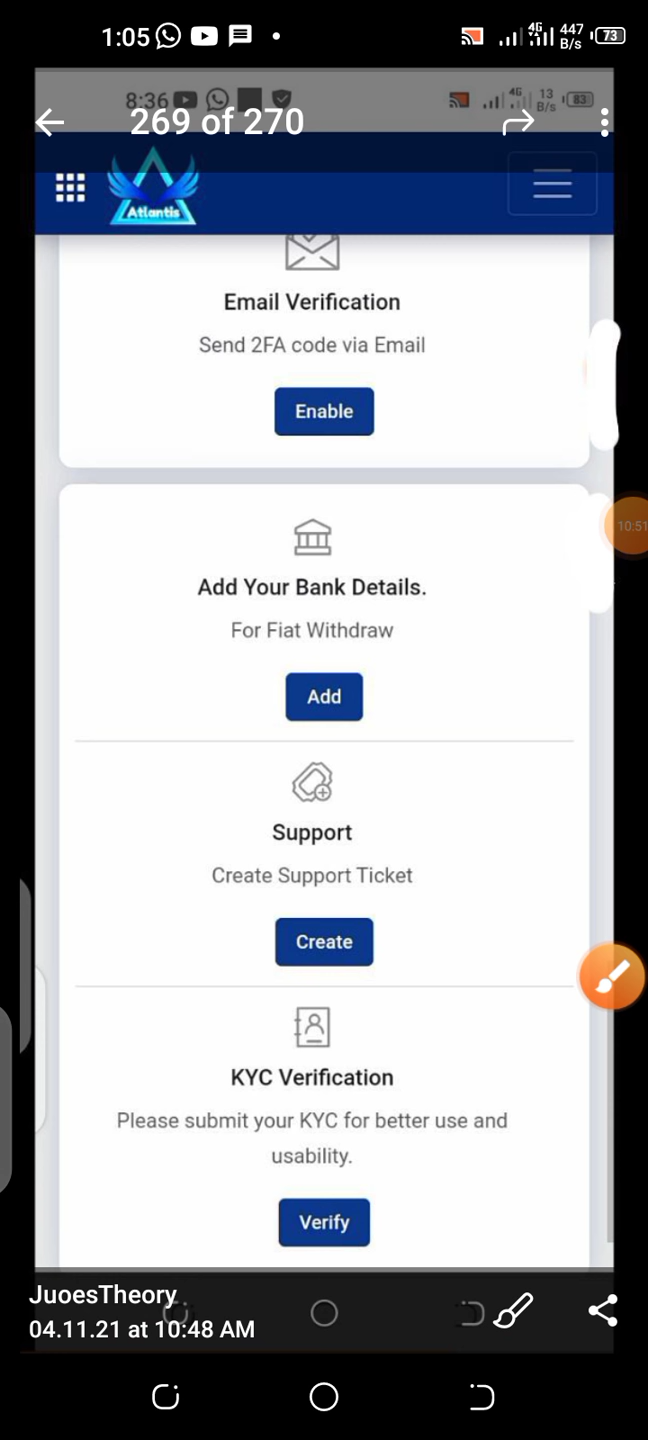 1:05 447 B/s 4G 73
8:36 4G 13 B/s 83
269 of 270
Atlantis
Email Verification
Send 2FA code via Email
Enable
10:51
Add Your Bank Details.
For Fiat Withdraw
Add
Support
Create Support Ticket
Create
KYC Verification
Please submit your KYC for better use and
usability.
Verify
JuoesTheory
04.11.21 at 10:48 AM